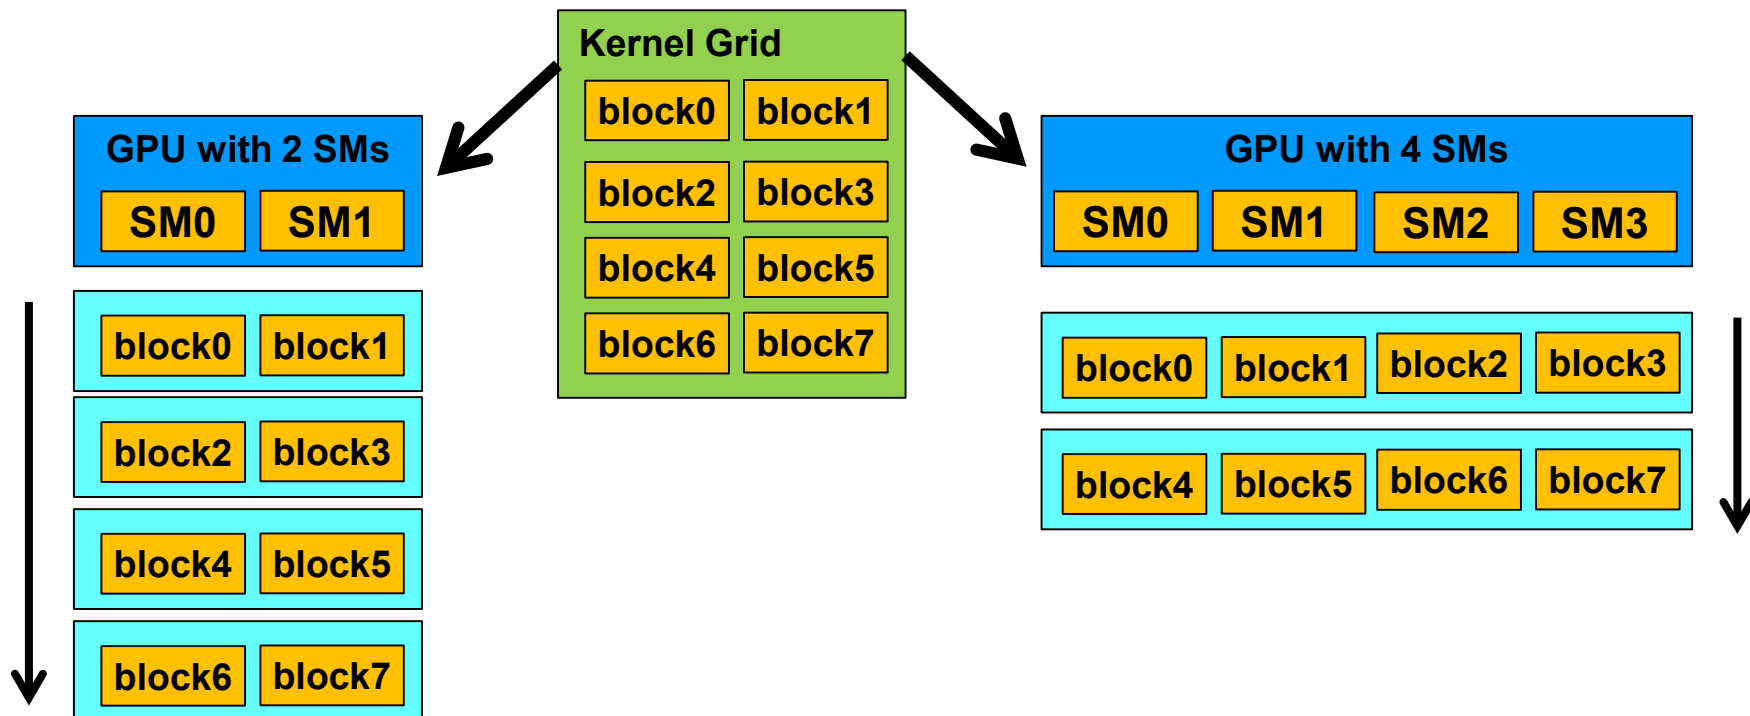 Kernel Grid
block0 block1
block2 block3
block4 block5
block6 block7
GPU with 2 SMs
SM0 SM1
block0 block1
block2 block3
block4 block5
block6 block7
GPU with 4 SMs
SM0 SM1 SM2 SM3
block0 block1 block2 block3
block4 block5 block6 block7